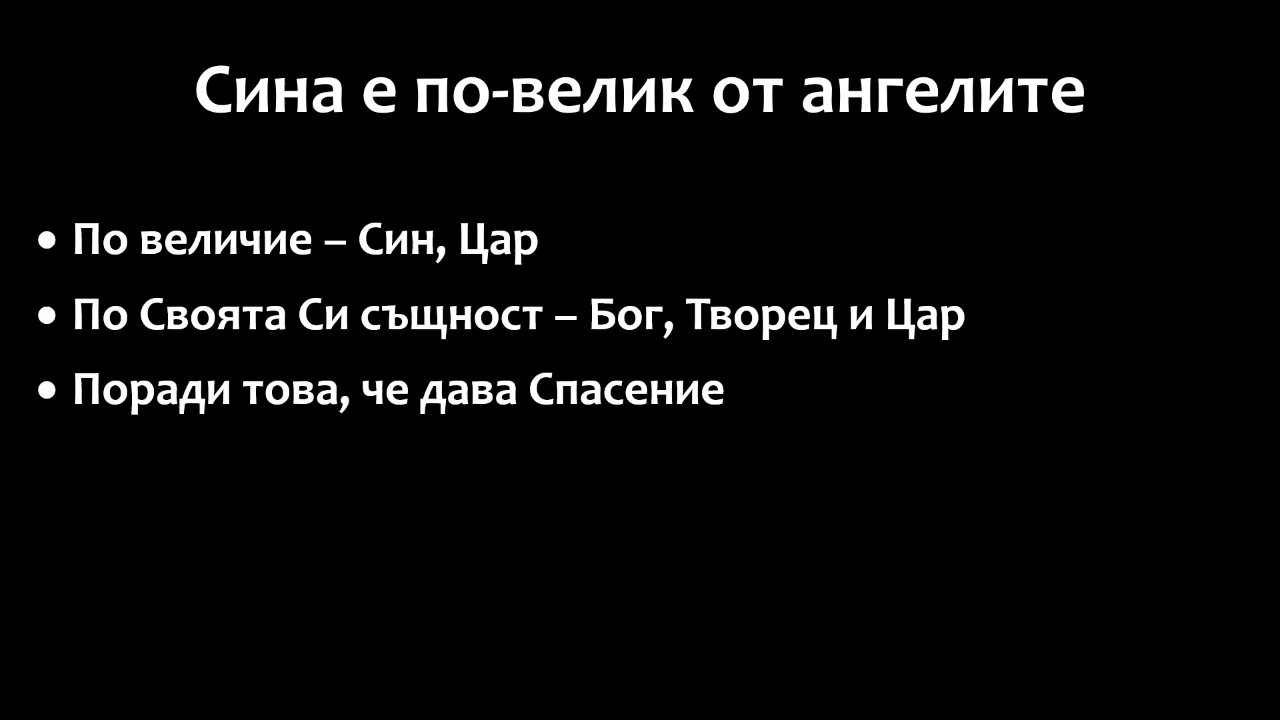 Сина е по-велик от ангелите
• По величие – Син, Цар
• По Своята Си същност – Бог, Творец и Цар
• Поради това, че дава Спасение